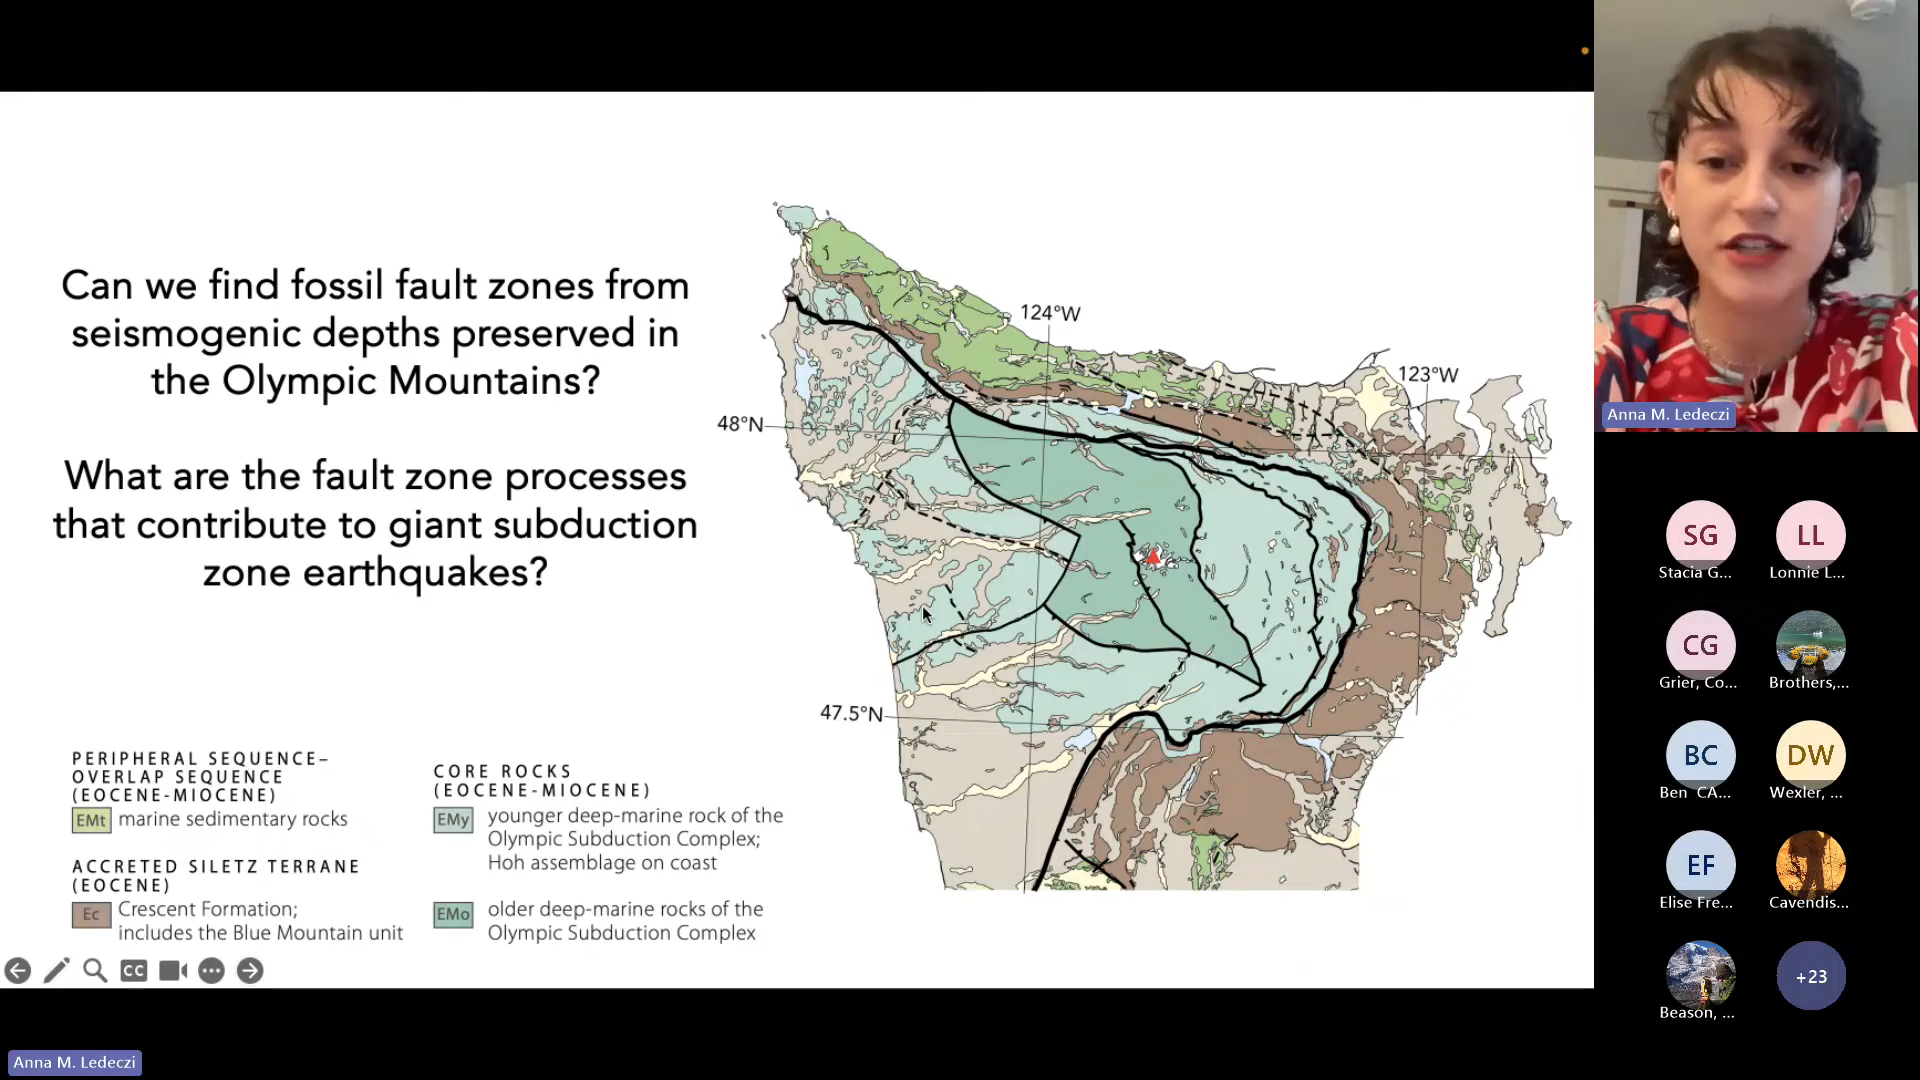 Can we find fossil fault zones from
seismogenic depths preserved in
the Olympic Mountains?
What are the fault zone processes
that contribute to giant subduction
zone earthquakes?
124°W
123°W
48°N
47.5°N
PERIPHERAL SEQUENCE–
OVERLAP SEQUENCE
(EOCENE-MIOCENE)
EMt marine sedimentary rocks
ACCRETED SILETZ TERRANE
(EOCENE)
Ec Crescent Formation;
includes the Blue Mountain unit
CORE ROCKS
(EOCENE-MIOCENE)
EMy younger deep-marine rock of the
Olympic Subduction Complex;
Hoh assemblage on coast
EMo older deep-marine rocks of the
Olympic Subduction Complex
CC
Anna M. Ledeczi
Anna M. Ledeczi
SG
Stacia G...
LL
Lonnie L...
CG
Grier, Co...
Brothers,...
BC
Ben CA...
DW
Wexler, ...
EF
Elise Fre...
Cavendis...
Beason, ...
+23